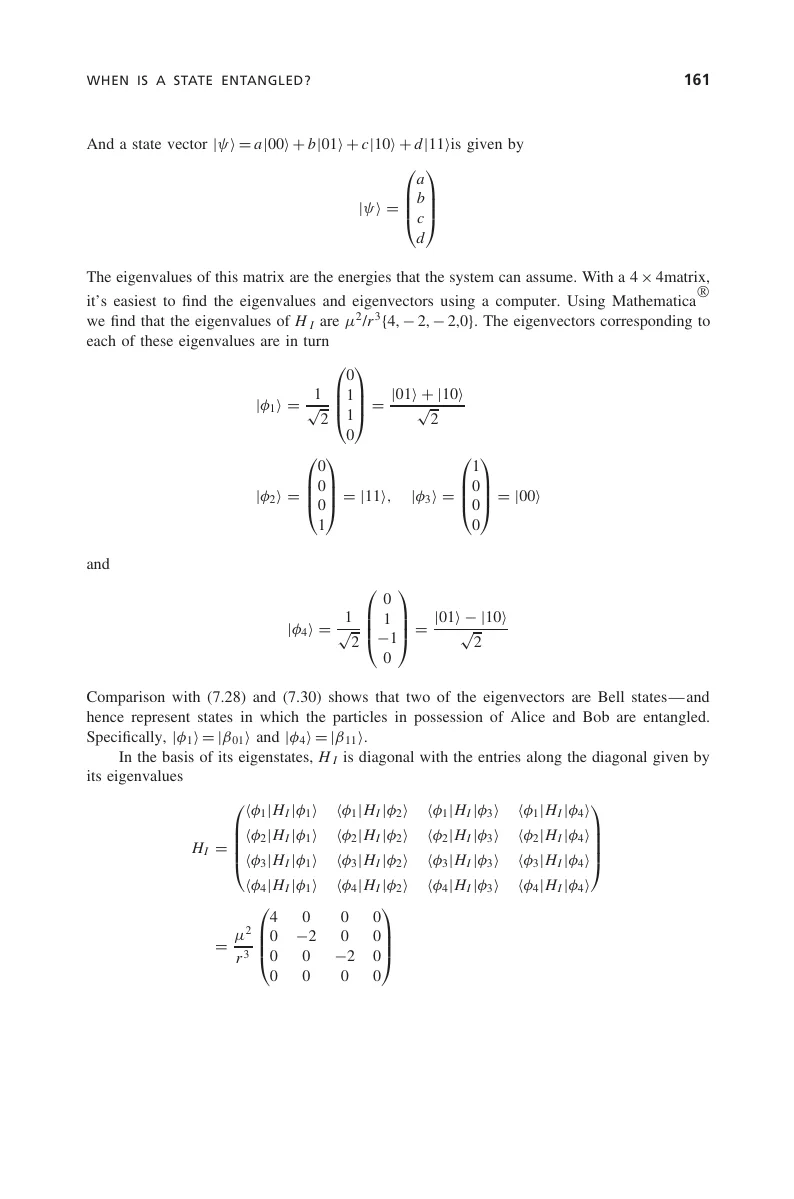 WHEN IS A STATE ENTANGLED? 161
And a state vector |ψ⟩ = a|00⟩ + b|01⟩ + c|10⟩ + d|11⟩is given by
|ψ⟩ = (a b c d)
The eigenvalues of this matrix are the energies that the system can assume. With a 4 × 4matrix,
it's easiest to find the eigenvalues and eigenvectors using a computer. Using Mathematica®
we find that the eigenvalues of H_I are μ²/r³{4, − 2, − 2,0}. The eigenvectors corresponding to
each of these eigenvalues are in turn
|ϕ₁⟩ = 1/√2 (0 1 1 0) = |01⟩ + |10⟩/√2
|ϕ₂⟩ = (0 0 0 1) = |11⟩, |ϕ₃⟩ = (1 0 0 0) = |00⟩
and
|ϕ₄⟩ = 1/√2 (0 1 −1 0) = |01⟩ − |10⟩/√2
Comparison with (7.28) and (7.30) shows that two of the eigenvectors are Bell states—and
hence represent states in which the particles in possession of Alice and Bob are entangled.
Specifically, |ϕ₁⟩ = |β₀₁⟩ and |ϕ₄⟩ = |β₁₁⟩.
In the basis of its eigenstates, H_I is diagonal with the entries along the diagonal given by
its eigenvalues
H_I = (⟨ϕ₁|H_I|ϕ₁⟩ ⟨ϕ₁|H_I|ϕ₂⟩ ⟨ϕ₁|H_I|ϕ₃⟩ ⟨ϕ₁|H_I|ϕ₄⟩
⟨ϕ₂|H_I|ϕ₁⟩ ⟨ϕ₂|H_I|ϕ₂⟩ ⟨ϕ₂|H_I|ϕ₃⟩ ⟨ϕ₂|H_I|ϕ₄⟩
⟨ϕ₃|H_I|ϕ₁⟩ ⟨ϕ₃|H_I|ϕ₂⟩ ⟨ϕ₃|H_I|ϕ₃⟩ ⟨ϕ₃|H_I|ϕ₄⟩
⟨ϕ₄|H_I|ϕ₁⟩ ⟨ϕ₄|H_I|ϕ₂⟩ ⟨ϕ₄|H_I|ϕ₃⟩ ⟨ϕ₄|H_I|ϕ₄⟩)
= μ²/r³ (4 0 0 0
0 −2 0 0
0 0 −2 0
0 0 0 0)